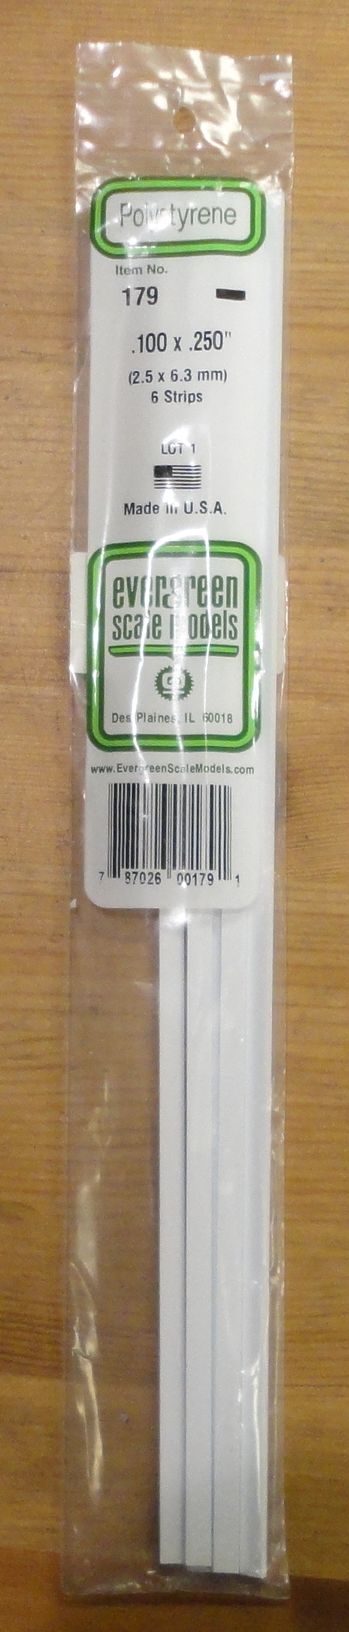 Polystyrene
Item No.
179
.100 x .250"
(2.5 x 6.3 mm)
6 Strips
LOT 1
Made in U.S.A.
evergreen
scale models
Des Plaines, IL 60018
www.EvergreenScaleModels.com
7 87026 00179 1